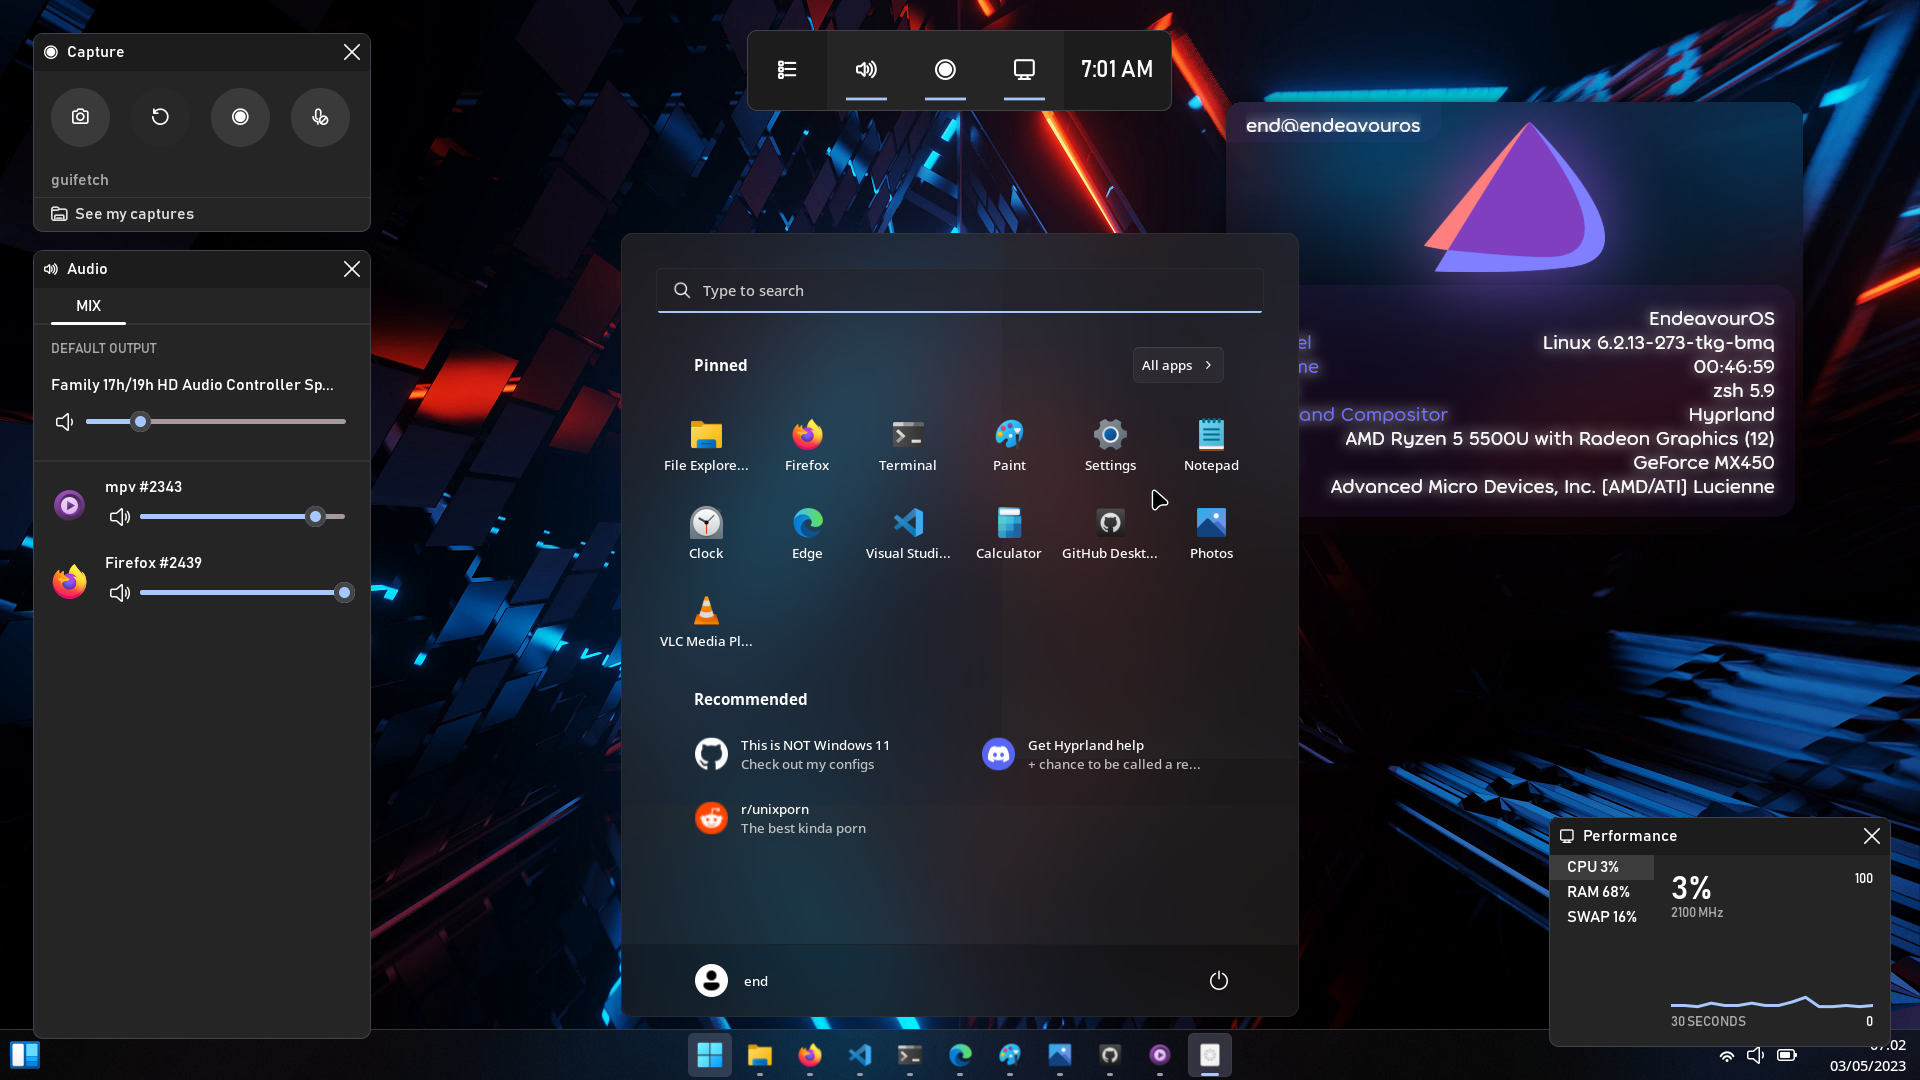 Capture
guifetch
See my captures
Audio
MIX
DEFAULT OUTPUT
Family 17h/19h HD Audio Controller Sp...
mpv #2343
Firefox #2439
7:01 AM
end@endeavouros
EndeavourOS
el Linux 6.2.13-273-tkg-bmq
me 00:46:59
zsh 5.9
and Compositor Hyprland
AMD Ryzen 5 5500U with Radeon Graphics (12)
GeForce MX450
Advanced Micro Devices, Inc. [AMD/ATI] Lucienne
Type to search
Pinned
All apps
File Explore... Firefox Terminal Paint Settings Notepad
Clock Edge Visual Studi... Calculator GitHub Deskt... Photos
VLC Media Pl...
Recommended
This is NOT Windows 11
Check out my configs
Get Hyprland help
+ chance to be called a re...
r/unixporn
The best kinda porn
end
Performance
CPU 3%
RAM 68%
SWAP 16%
3%
2100 MHz
100
30 SECONDS 0
07:02
03/05/2023